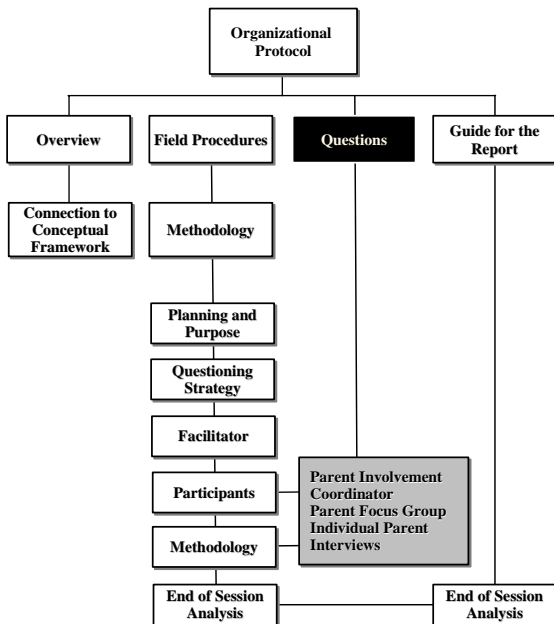 Organizational
Protocol
Overview
Field Procedures
Questions
Guide for the
Report
Connection to
Conceptual
Framework
Methodology
Planning and
Purpose
Questioning
Strategy
Facilitator
Participants
Parent Involvement
Coordinator
Parent Focus Group
Individual Parent
Interviews
Methodology
End of Session
Analysis
End of Session
Analysis